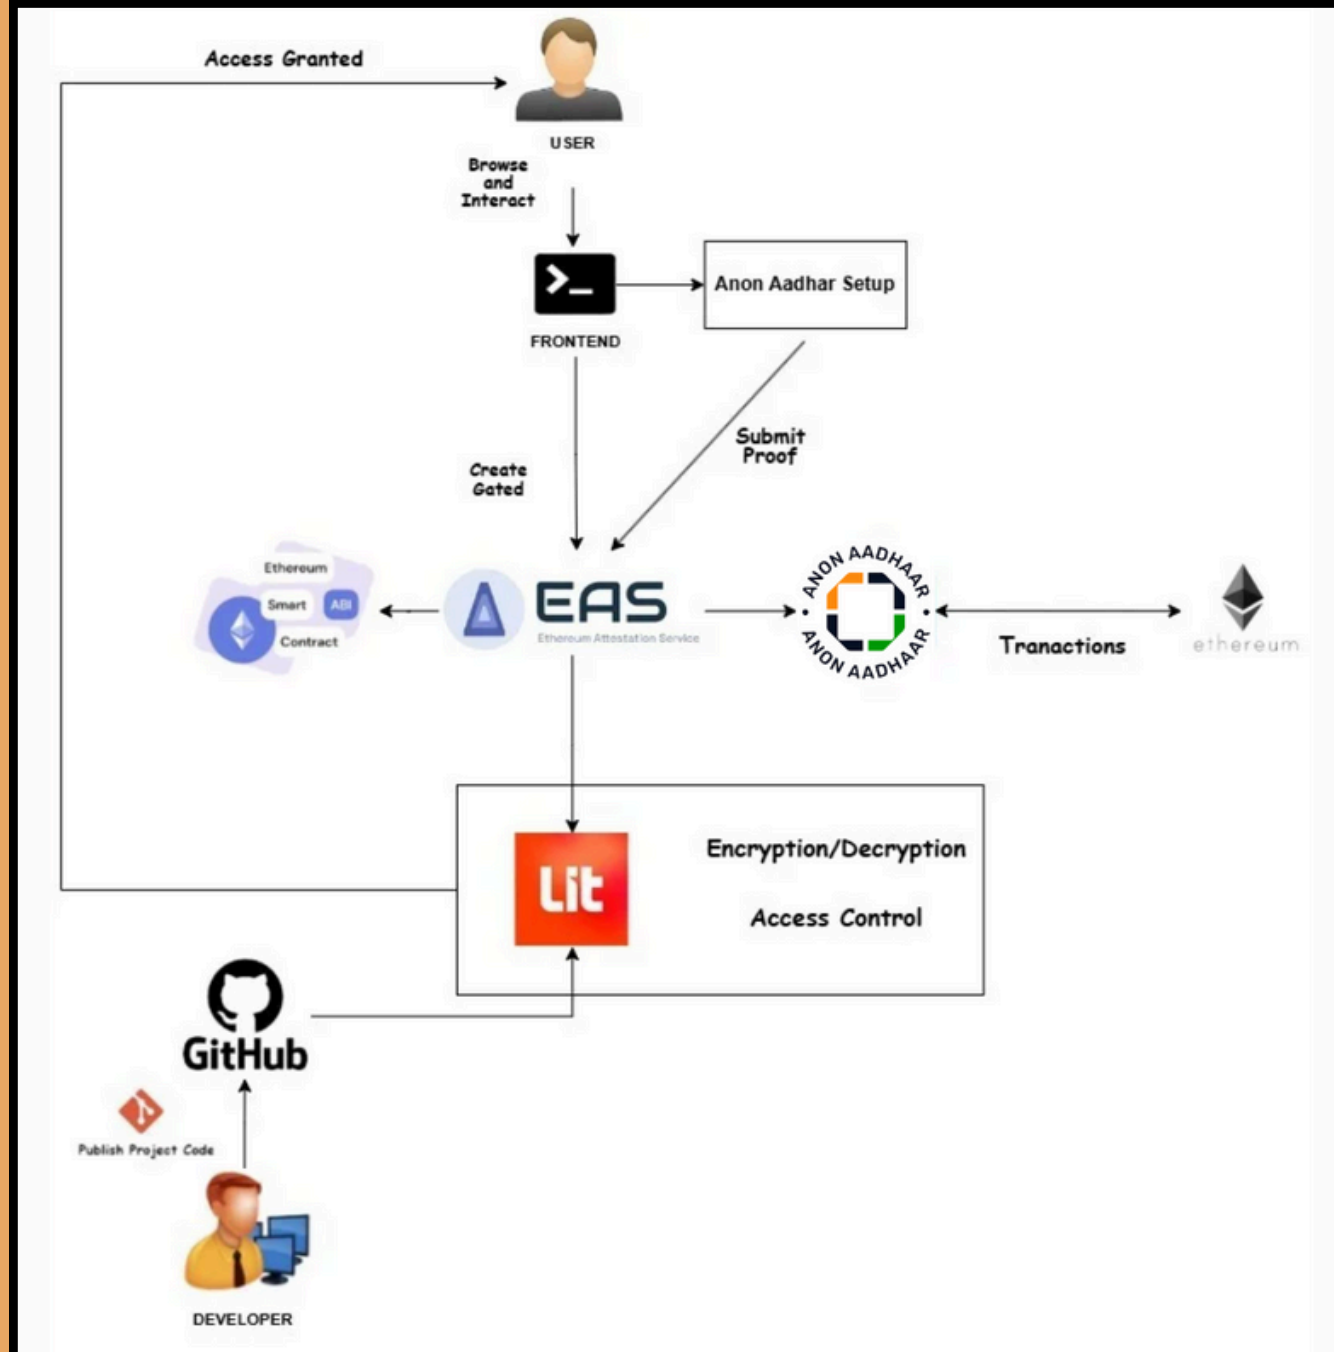 Access Granted
USER
Browse
and
Interact
Anon Aadhar Setup
FRONTEND
Submit
Proof
Create
Gated
Ethereum
Smart
ABI
Contract
EAS
Ethereum Attestation Service
ANON AADHAAR
ANON AADHAAR
Tranactions
ethereum
Lit
Encryption/Decryption
Access Control
GitHub
Publish Project Code
DEVELOPER